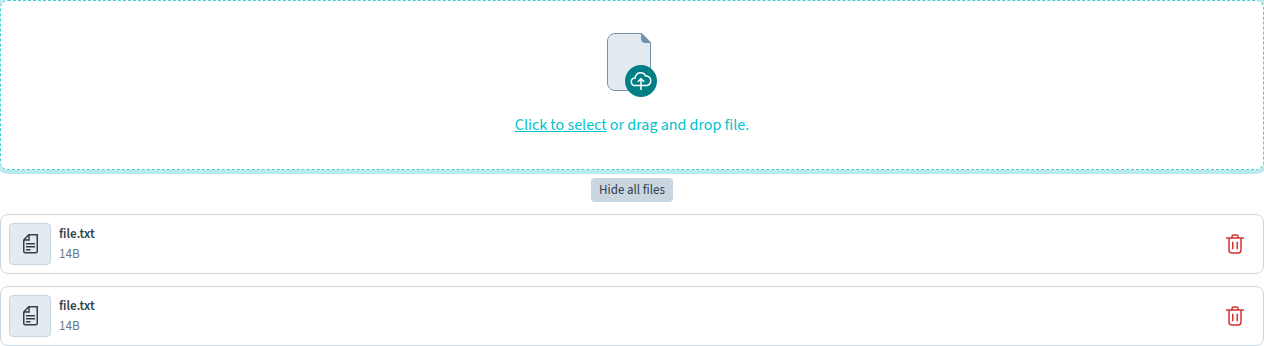 Click to select or drag and drop file.
Hide all files
file.txt
14B
file.txt
14B